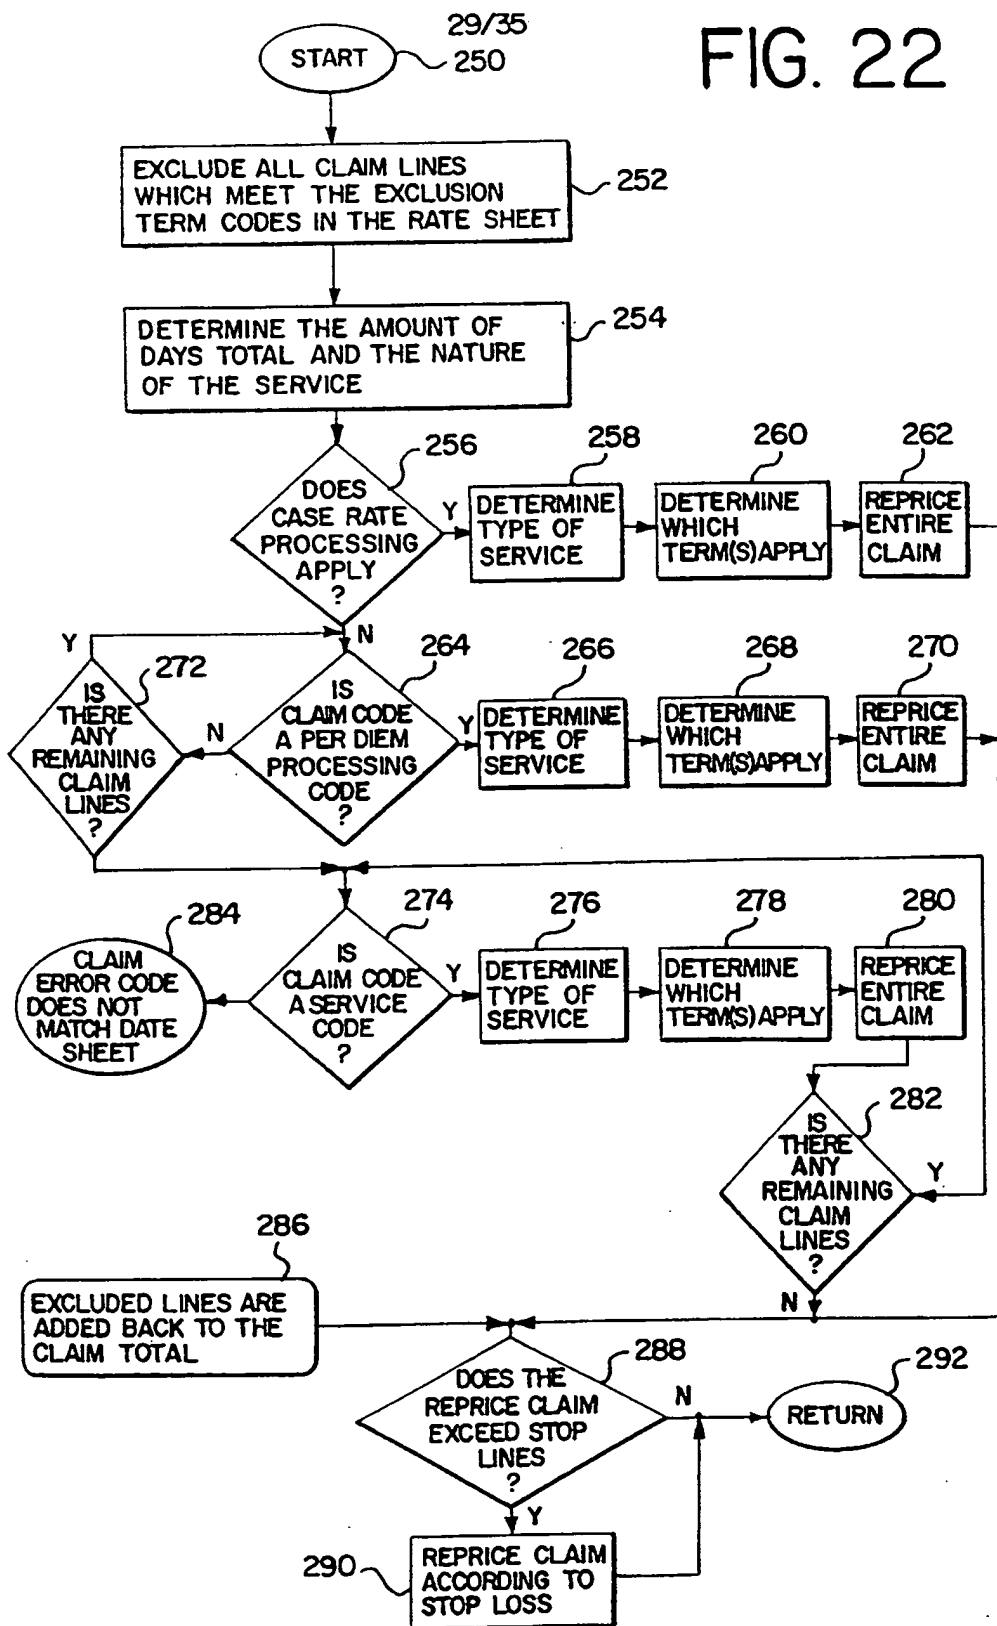 29/35
FIG. 22
START
250
EXCLUDE ALL CLAIM LINES
WHICH MEET THE EXCLUSION
TERM CODES IN THE RATE SHEET
252
DETERMINE THE AMOUNT OF
DAYS TOTAL AND THE NATURE
OF THE SERVICE
254
256
DOES
CASE RATE
PROCESSING
APPLY
?
Y
N
258
DETERMINE
TYPE OF
SERVICE
260
DETERMINE
WHICH
TERM(S) APPLY
262
REPRICE
ENTIRE
CLAIM
Y
272
IS
THERE
ANY
REMAINING
CLAIM
LINES
?
N
264
IS
CLAIM CODE
A PER DIEM
PROCESSING
CODE
?
Y
266
DETERMINE
TYPE OF
SERVICE
268
DETERMINE
WHICH
TERM(S) APPLY
270
REPRICE
ENTIRE
CLAIM
284
CLAIM
ERROR CODE
DOES NOT
MATCH DATE
SHEET
274
IS
CLAIM CODE
A SERVICE
CODE
?
Y
276
DETERMINE
TYPE OF
SERVICE
278
DETERMINE
WHICH
TERM(S) APPLY
280
REPRICE
ENTIRE
CLAIM
282
IS
THERE
ANY
REMAINING
CLAIM
LINES
?
Y
N
286
EXCLUDED LINES ARE
ADDED BACK TO THE
CLAIM TOTAL
288
DOES THE
REPRICE CLAIM
EXCEED STOP
LINES
?
N
Y
292
RETURN
290
REPRICE CLAIM
ACCORDING TO
STOP LOSS